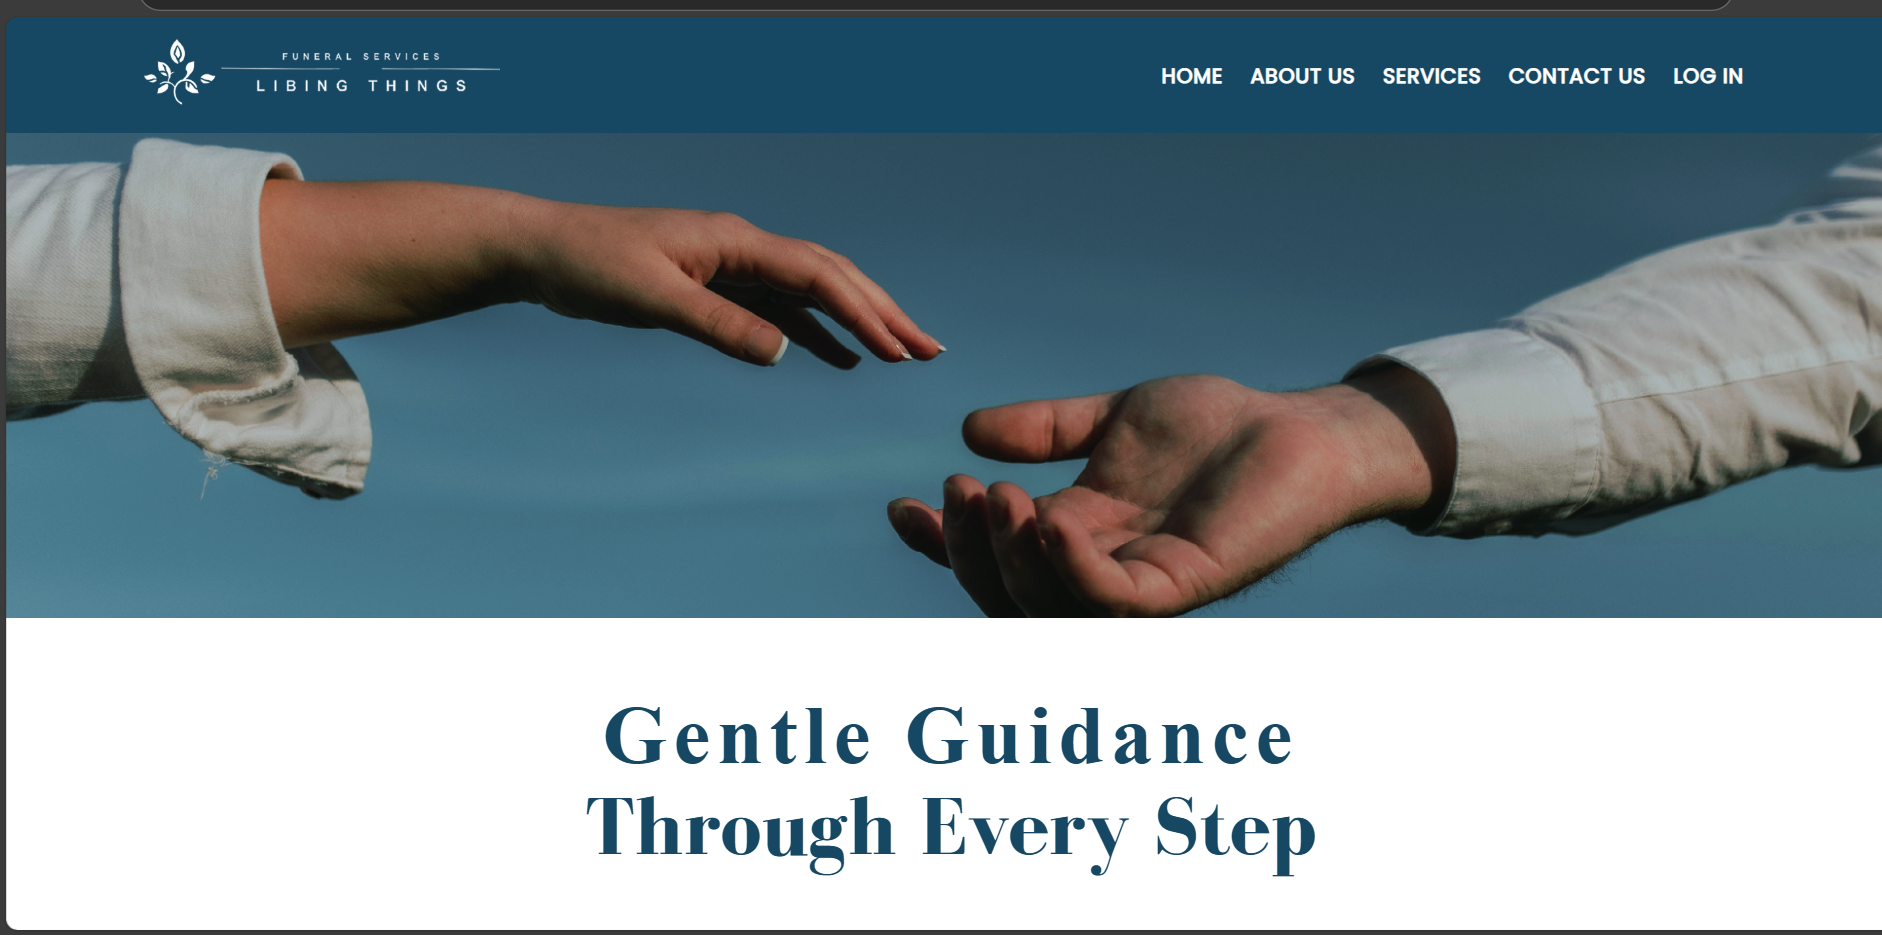 FUNERAL SERVICES
LIBING THINGS
HOME ABOUT US SERVICES CONTACT US LOG IN
Gentle Guidance
Through Every Step